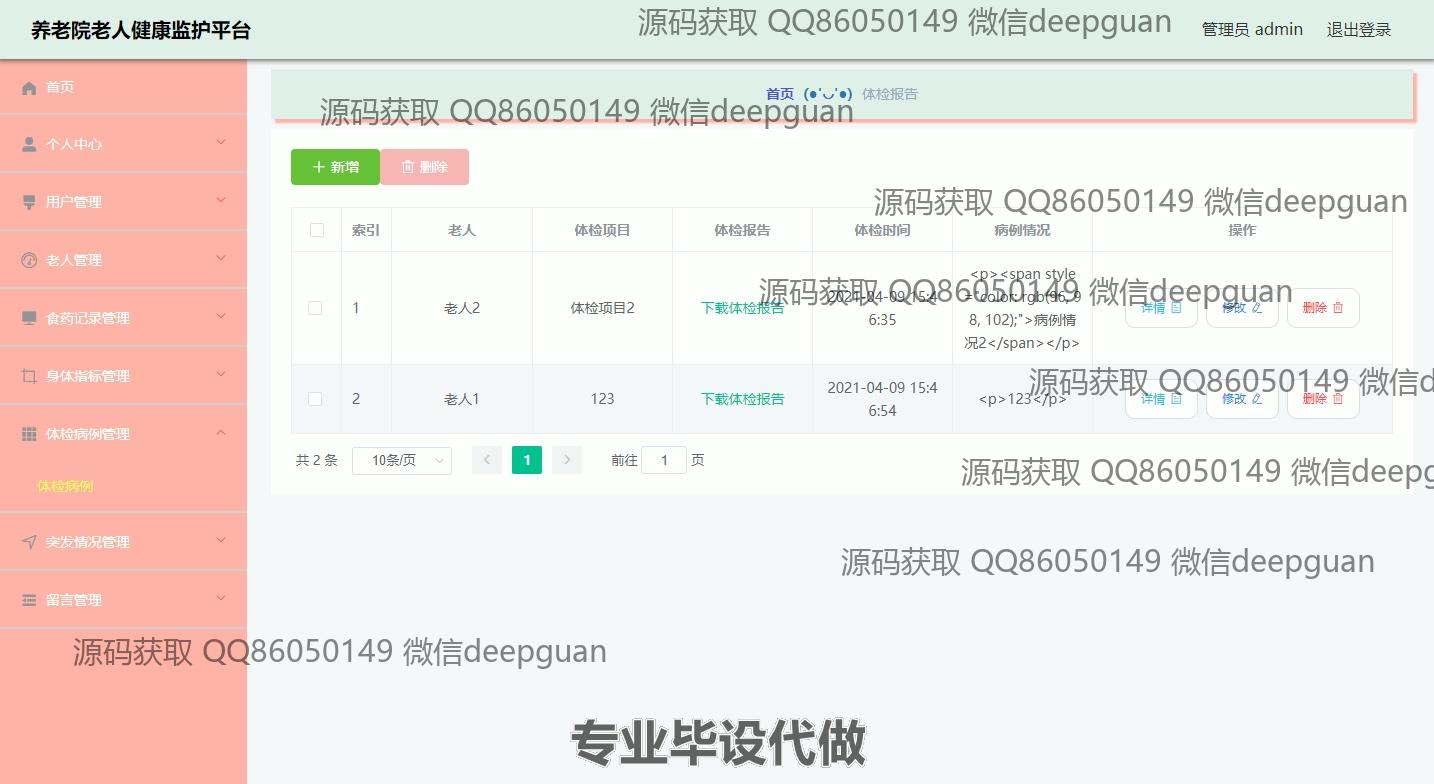 养老院老人健康监护平台
源码获取 QQ86050149 微信deepguan
管理员 admin 退出登录
首页
个人中心
用户管理
老人管理
食药记录管理
身体指标管理
体检病例管理
体检病例
突发情况管理
留言管理
首页 (●'◡'●) 体检报告
源码获取 QQ86050149 微信deepguan
+ 新增 删除
源码获取 QQ86050149 微信deepguan
索引 老人 体检项目 体检报告 体检时间 病例情况 操作
源码获取 QQ86050149 微信deepguan
1 老人2 体检项目2 下载体检报告 2021-04-09 15:4
6:35
<p><span style
="color: rgb(96, 9
8, 102);">病例情
况2</span></p>
详情 修改 删除
源码获取 QQ86050149 微信d
2 老人1 123 下载体检报告 2021-04-09 15:4
6:54
<p>123</p>
详情 修改 删除
共 2 条 10条/页 < 1 > 前往 1 页
源码获取 QQ86050149 微信deepg
源码获取 QQ86050149 微信deepguan
源码获取 QQ86050149 微信deepguan
专业毕设代做